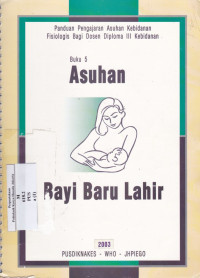 Panduan Pengajaran Asuhan Kebidanan
Fisiologis Bagi Dosen Diploma III Kebidanan
Buku 5
Asuhan
Bayi Baru Lahir
2003
PUSDIKNAKES - WHO - JHPIEGO